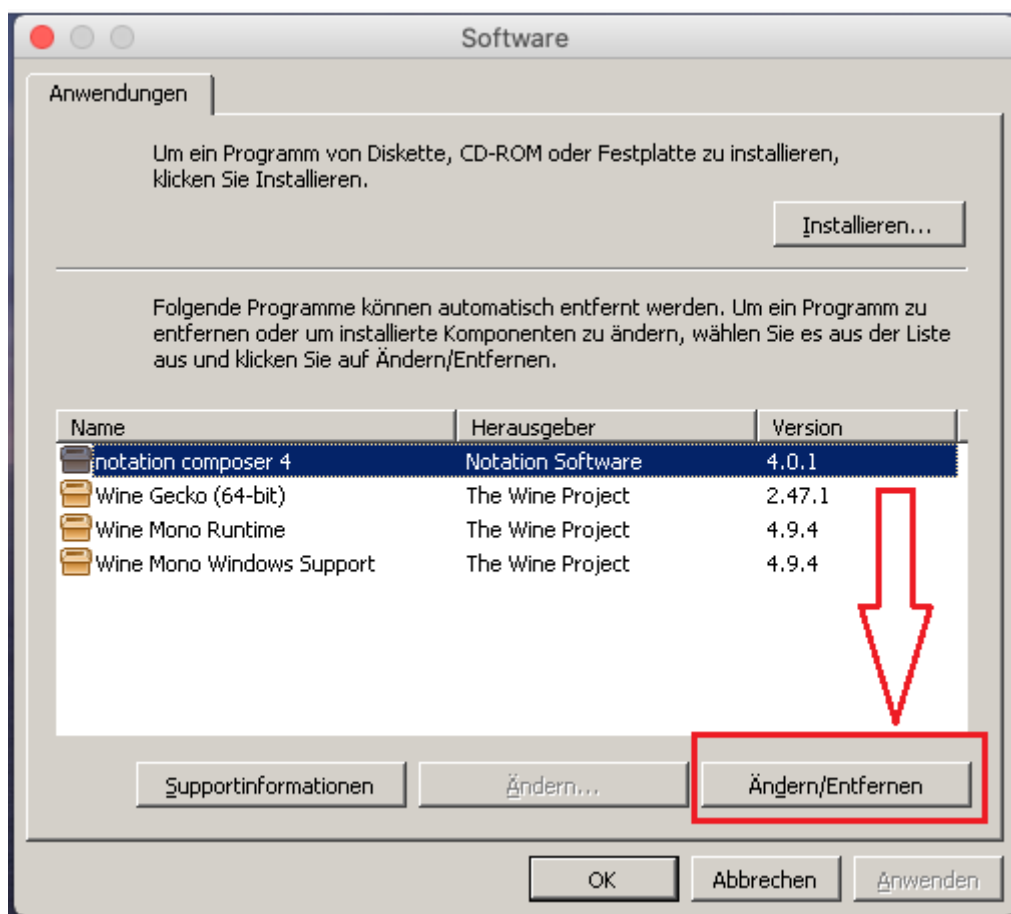 Software
Anwendungen
Um ein Programm von Diskette, CD-ROM oder Festplatte zu installieren,
klicken Sie Installieren.
Installieren...
Folgende Programme können automatisch entfernt werden. Um ein Programm zu
entfernen oder um installierte Komponenten zu ändern, wählen Sie es aus der Liste
aus und klicken Sie auf Ändern/Entfernen.
Name Herausgeber Version
notation composer 4 Notation Software 4.0.1
Wine Gecko (64-bit) The Wine Project 2.47.1
Wine Mono Runtime The Wine Project 4.9.4
Wine Mono Windows Support The Wine Project 4.9.4
Supportinformationen Ändern... Ändern/Entfernen
OK Abbrechen Anwenden